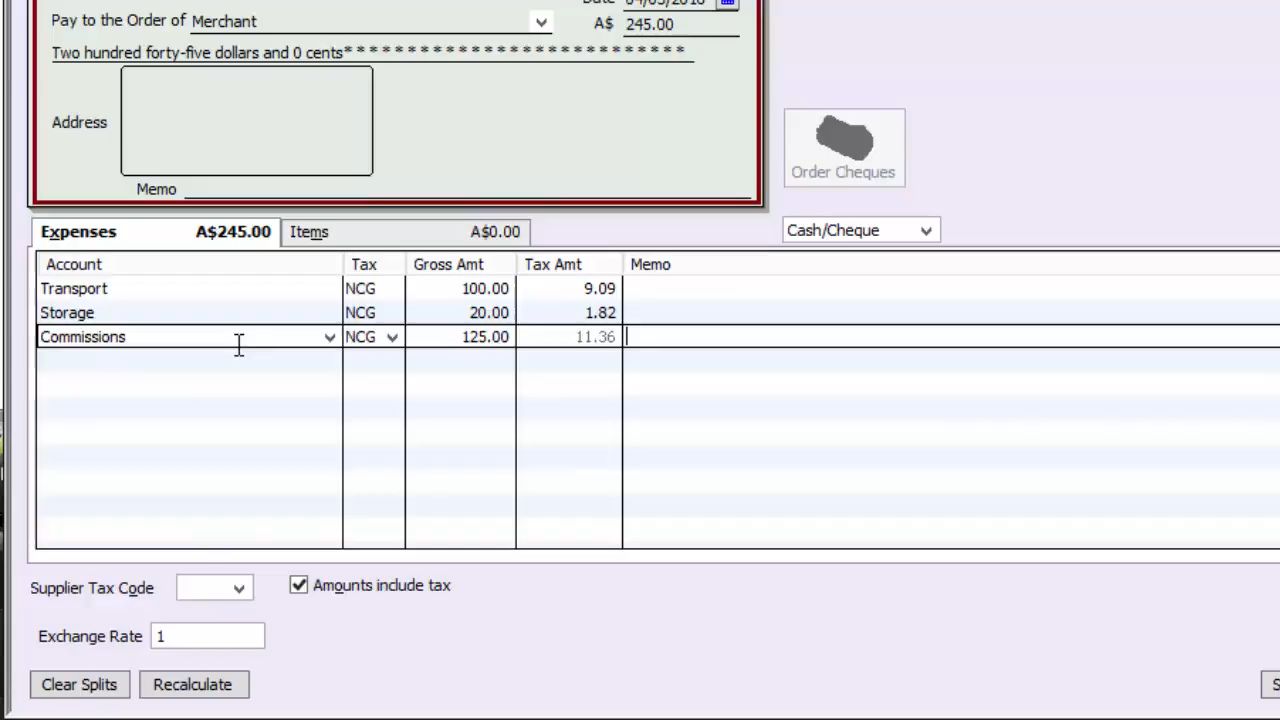 Pay to the Order of Merchant
A$ 245.00
Two hundred forty-five dollars and 0 cents* * * * * * * * * * * * * * * * * * * * * * * * * * *
Address
Order Cheques
Memo
Expenses A$245.00 Items A$0.00 Cash/Cheque
Account Tax Gross Amt Tax Amt Memo
Transport NCG 100.00 9.09
Storage NCG 20.00 1.82
Commissions NCG 125.00 11.36
Supplier Tax Code Amounts include tax
Exchange Rate 1
Clear Splits Recalculate